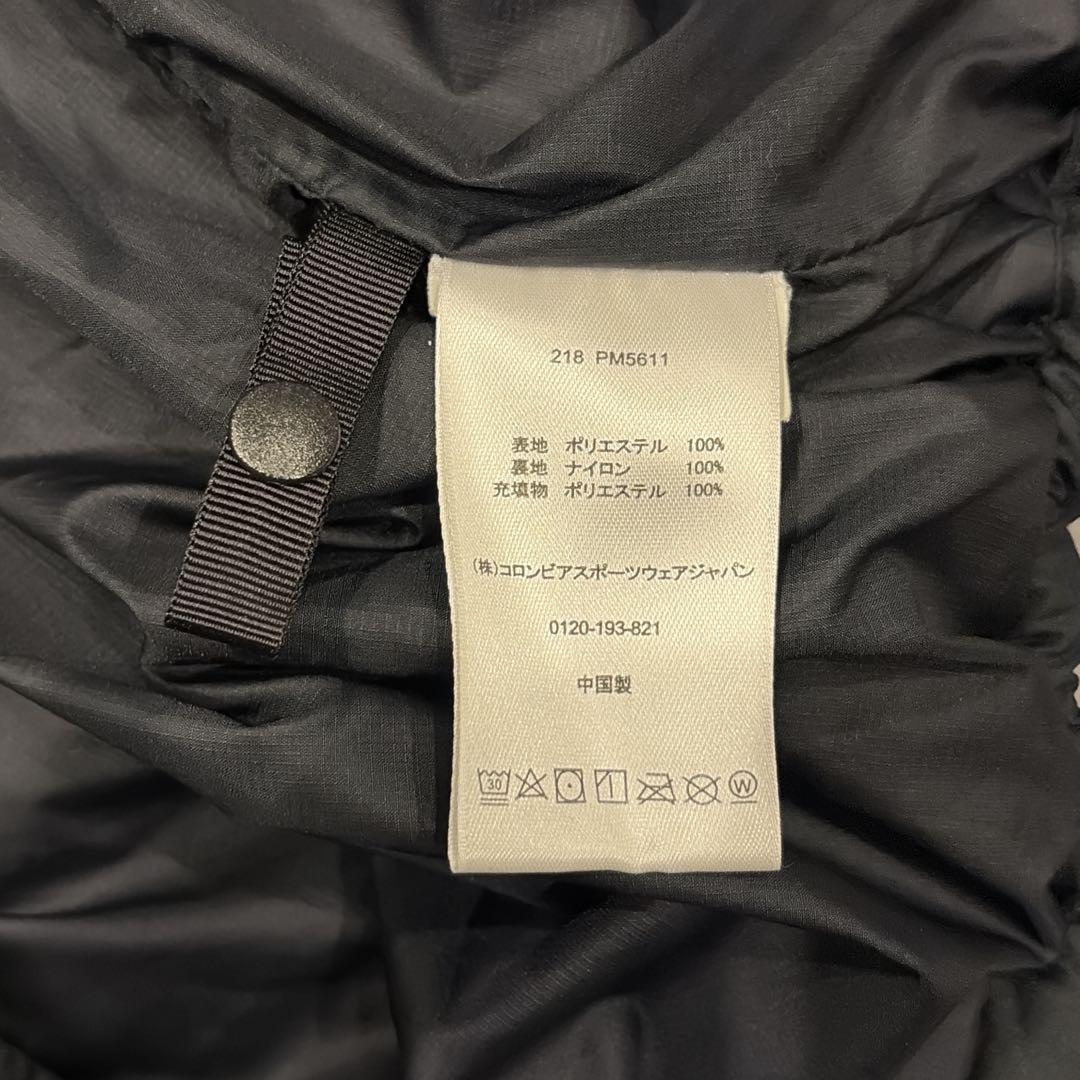 218 PM5611
表地 ポリエステル 100%
裏地 ナイロン 100%
充填物 ポリエステル 100%
(株)コロンビアスポーツウェアジャパン
0120-193-821
中国製
30
W